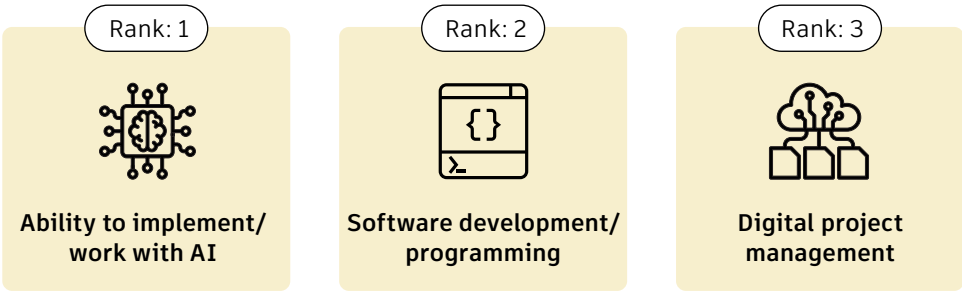 Rank: 1
Ability to implement/
work with AI
Rank: 2
{}
>_
Software development/
programming
Rank: 3
Digital project
management